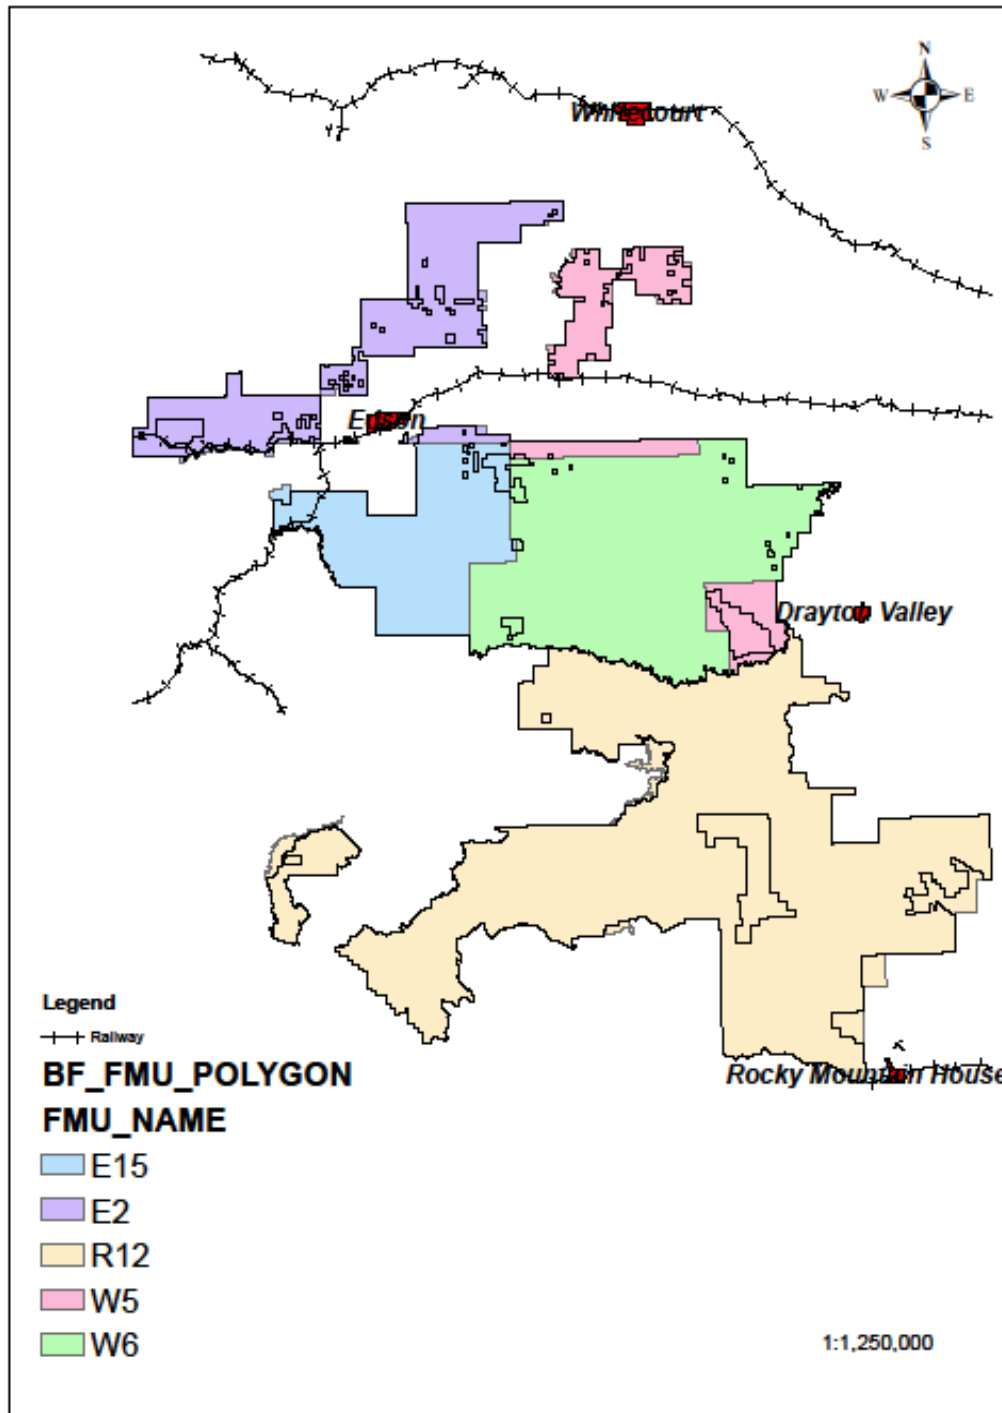 N
W E
S
Whitecourt
Edson
Drayton Valley
Rocky Mountain House
Legend
Railway
BF_FMU_POLYGON
FMU_NAME
E15
E2
R12
W5
W6
1:1,250,000